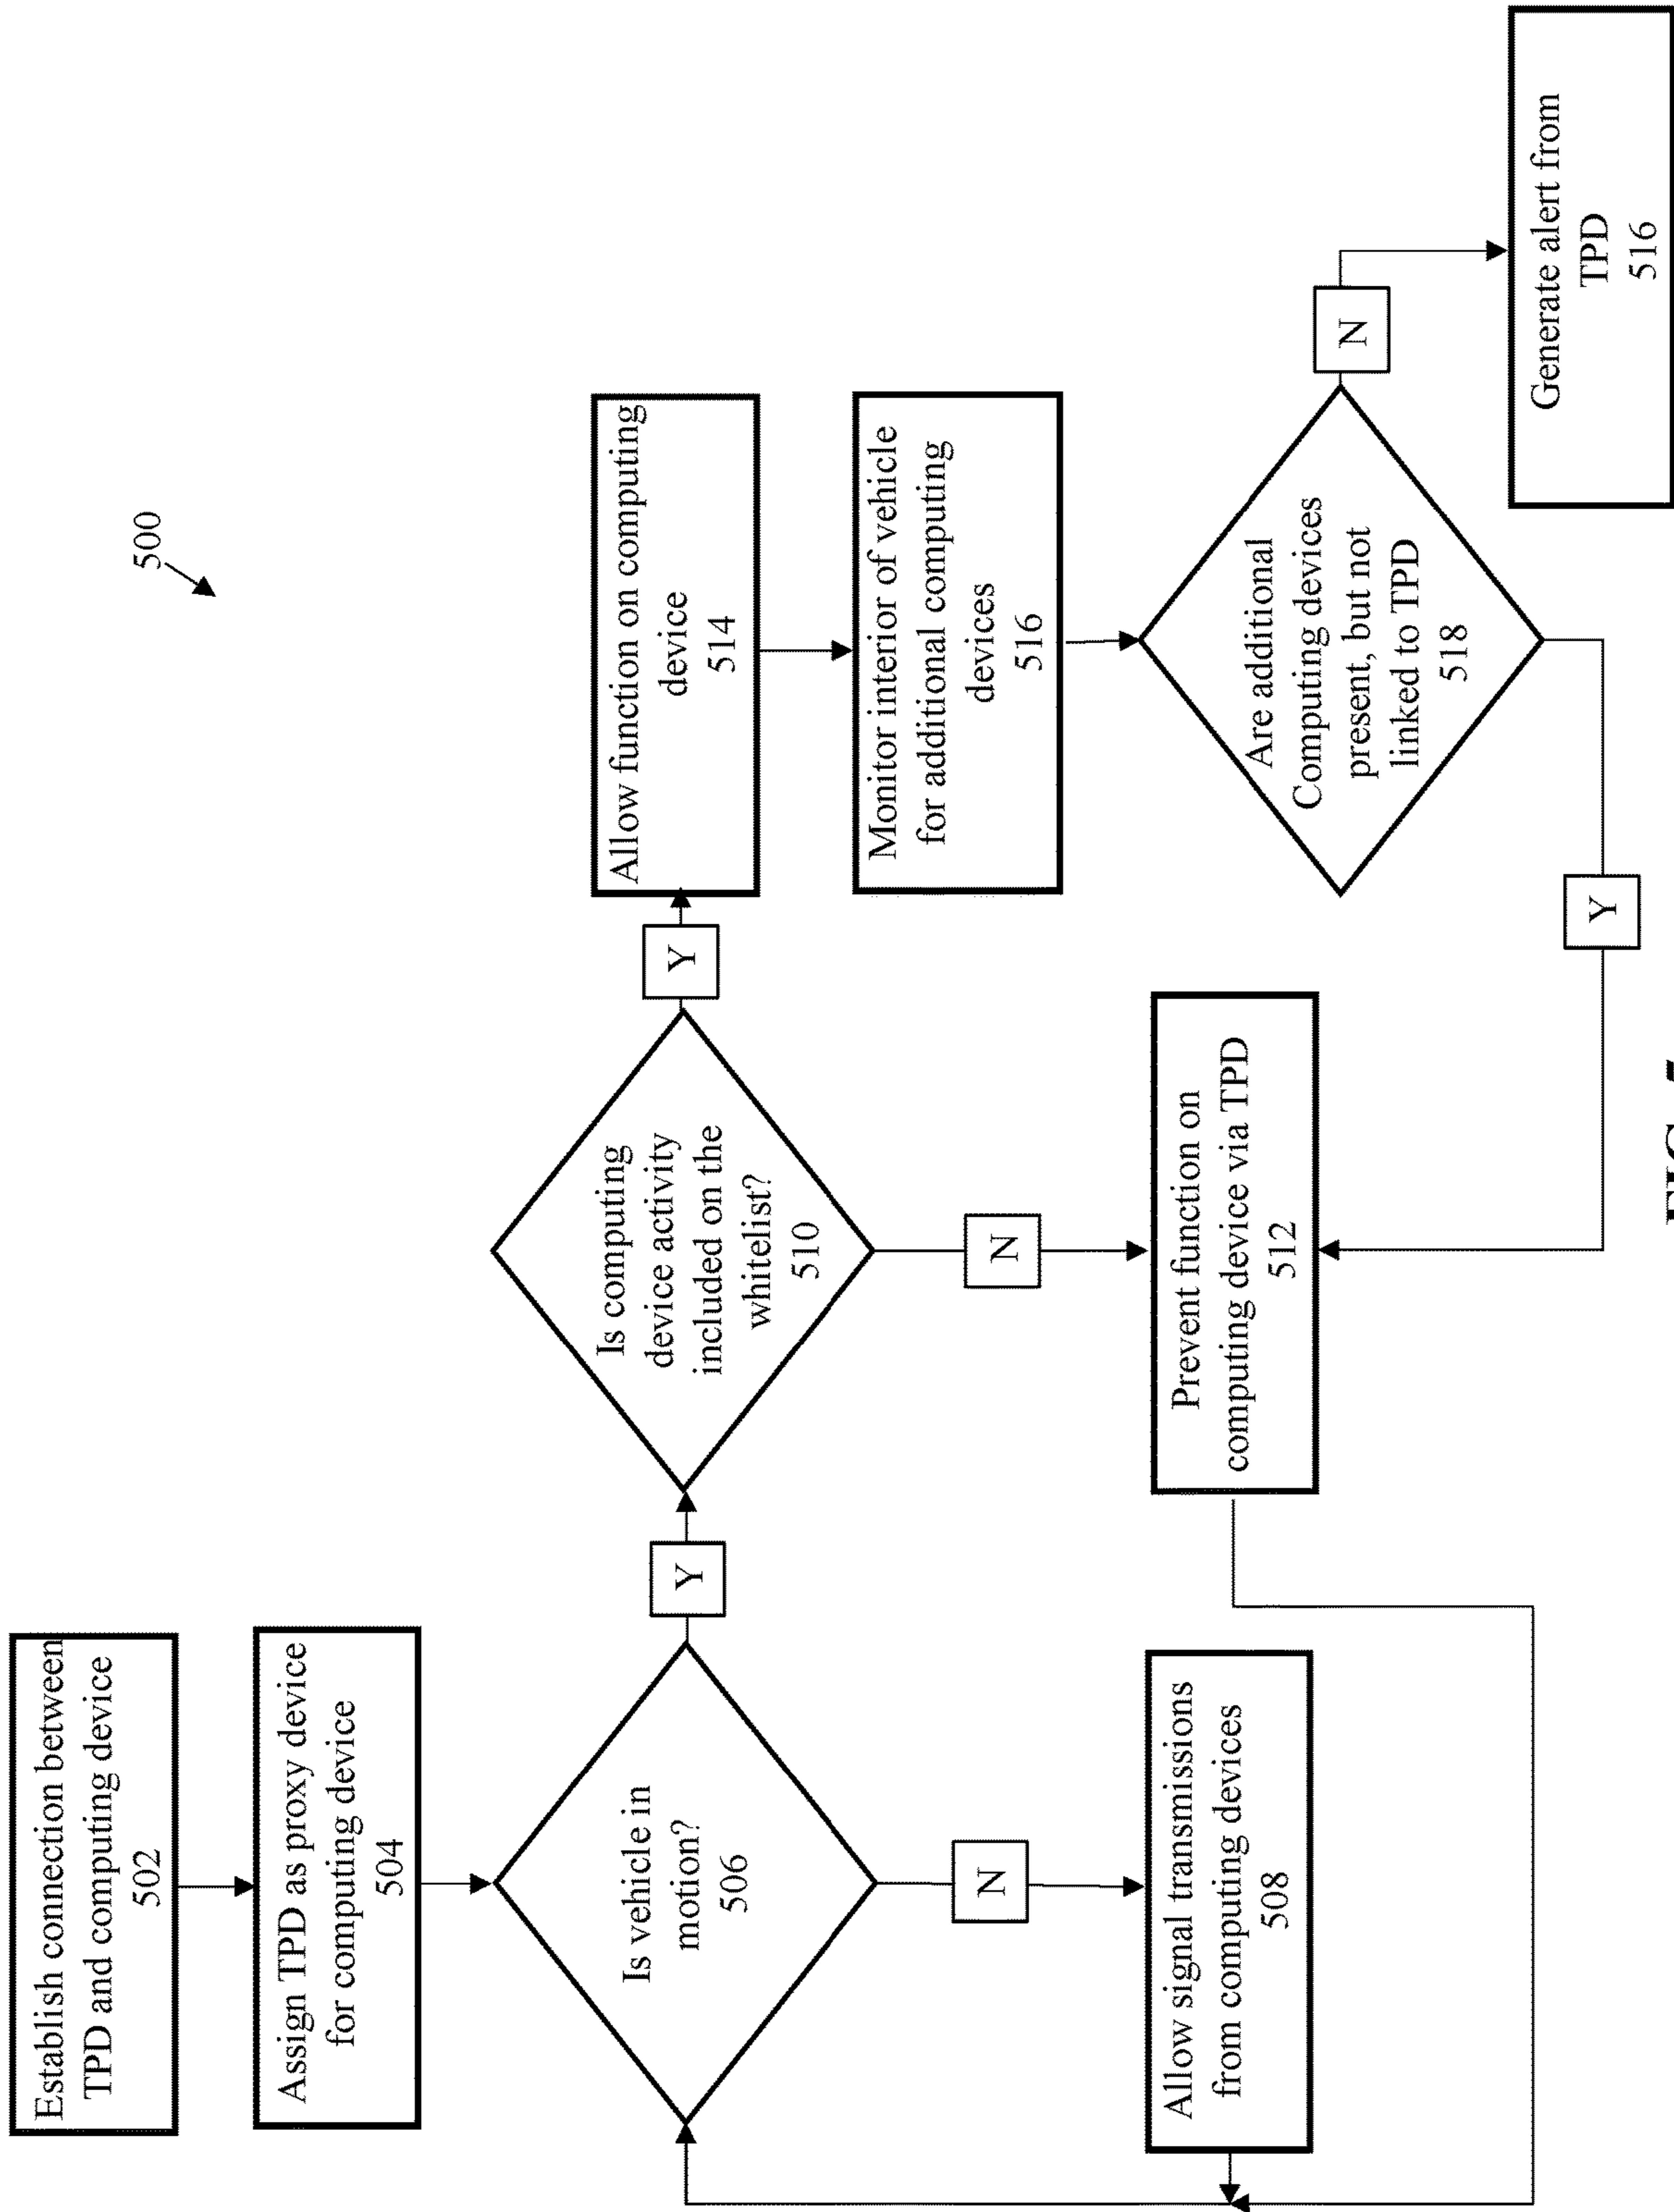 500
Establish connection between
TPD and computing device
502
Assign TPD as proxy device
for computing device
504
Is vehicle in
motion?
506
Y
N
Allow signal transmissions
from computing devices
508
Is computing
device activity
included on the
whitelist?
510
Y
N
Prevent function on
computing device via TPD
512
Allow function on computing
device
514
Monitor interior of vehicle
for additional computing
devices
516
Are additional
Computing devices
present, but not
linked to TPD
518
Y
N
Generate alert from
TPD
516